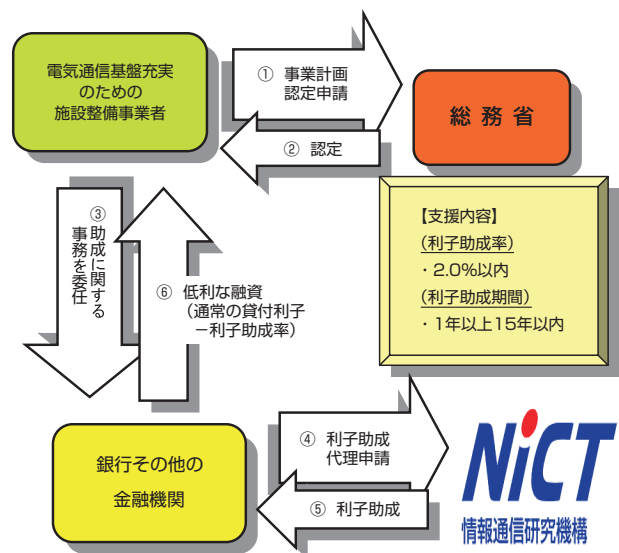 電気通信基盤充実
のための
施設整備事業者
① 事業計画
認定申請
② 認定
総務省
【支援内容】
(利子助成率)
・2.0%以内
(利子助成期間)
・1年以上15年以内
③助成に関する
事務を委任
⑥ 低利な融資
(通常の貸付利子
－利子助成率)
銀行その他の
金融機関
④ 利子助成
代理申請
⑤ 利子助成
NiCT
情報通信研究機構